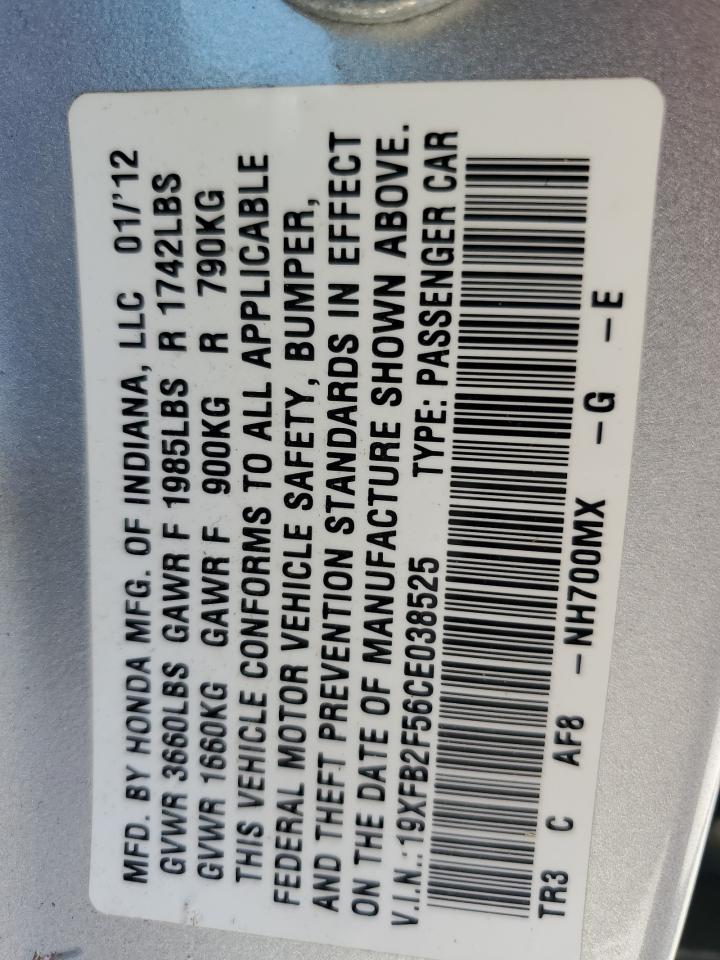 MFD. BY HONDA MFG. OF INDIANA, LLC 01/'12
GVWR 3660LBS GAWR F 1985LBS R 1742LBS
GVWR 1660KG GAWR F 900KG R 790KG
THIS VEHICLE CONFORMS TO ALL APPLICABLE
FEDERAL MOTOR VEHICLE SAFETY, BUMPER,
AND THEFT PREVENTION STANDARDS IN EFFECT
ON THE DATE OF MANUFACTURE SHOWN ABOVE.
V.I.N.: 19XFB2F56CE038525 TYPE: PASSENGER CAR
TR3 C AF8 -NH700MX -G -E